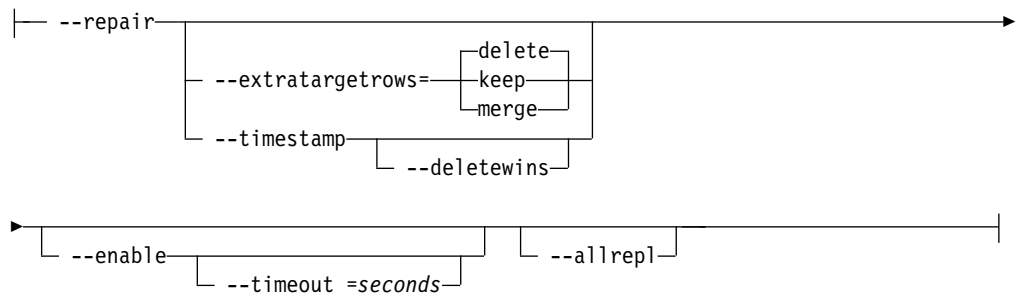 --repair
delete
--extratargetrows= keep
merge
--timestamp
--deletewins
--enable --allrepl
--timeout =seconds